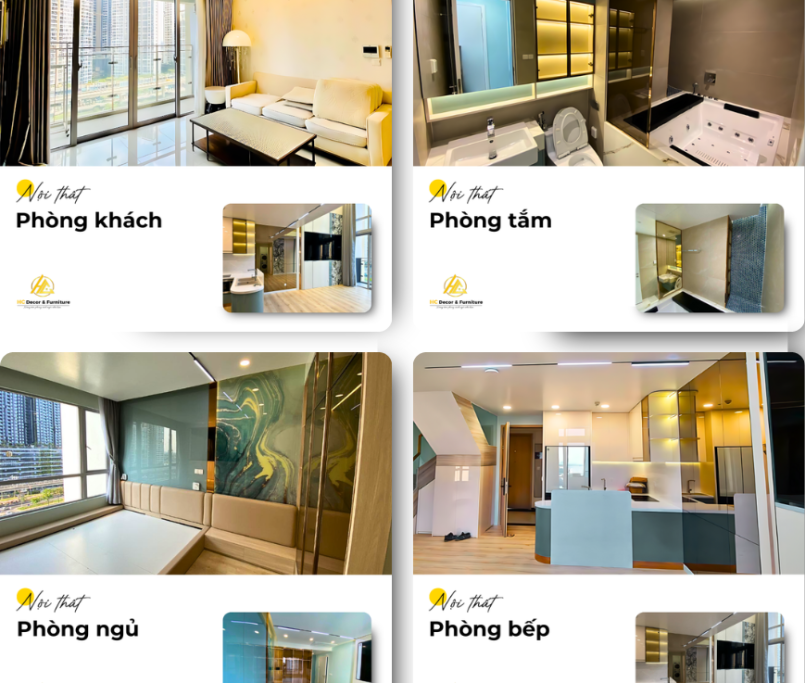 Nội thất
Phòng khách
HC Decor & Furniture
Nội thất
Phòng tắm
HC Decor & Furniture
Nội thất
Phòng ngủ
Nội thất
Phòng bếp